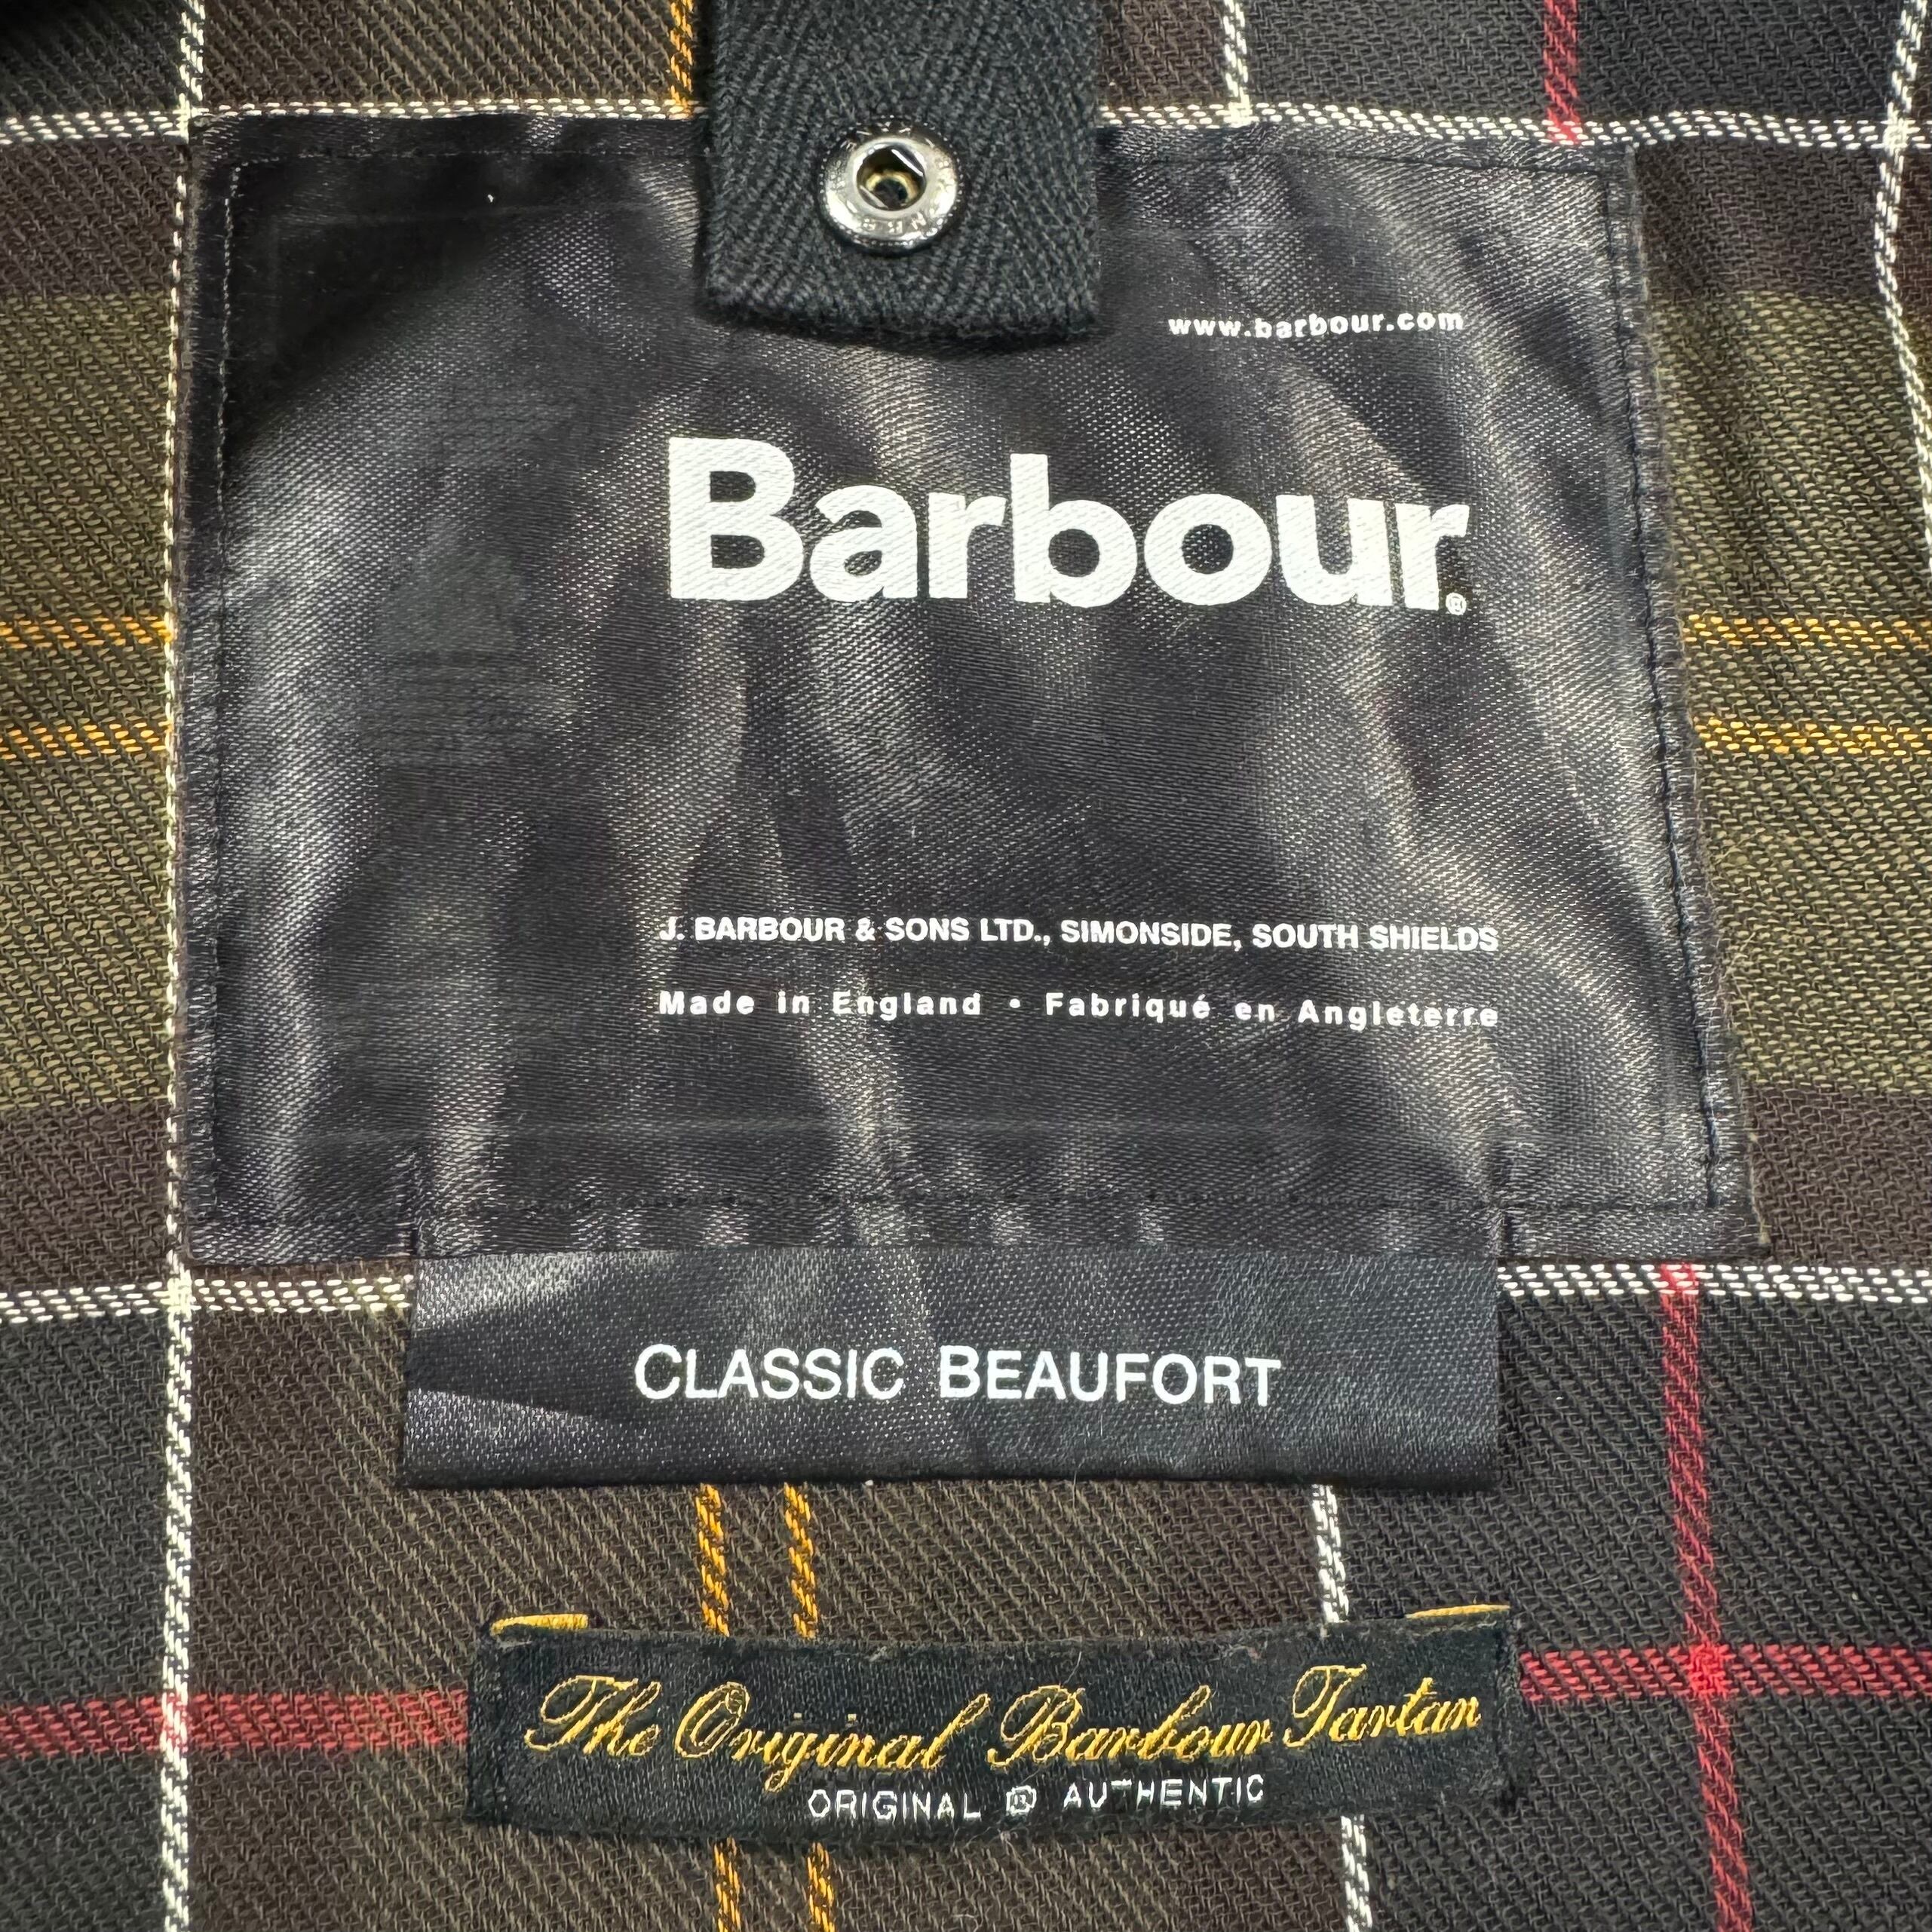 www.barbour.com
Barbour®
J. BARBOUR & SONS LTD., SIMONSIDE, SOUTH SHIELDS
Made in England • Fabriqué en Angleterre
CLASSIC BEAUFORT
The Original Barbour Tartan
ORIGINAL ® AUTHENTIC